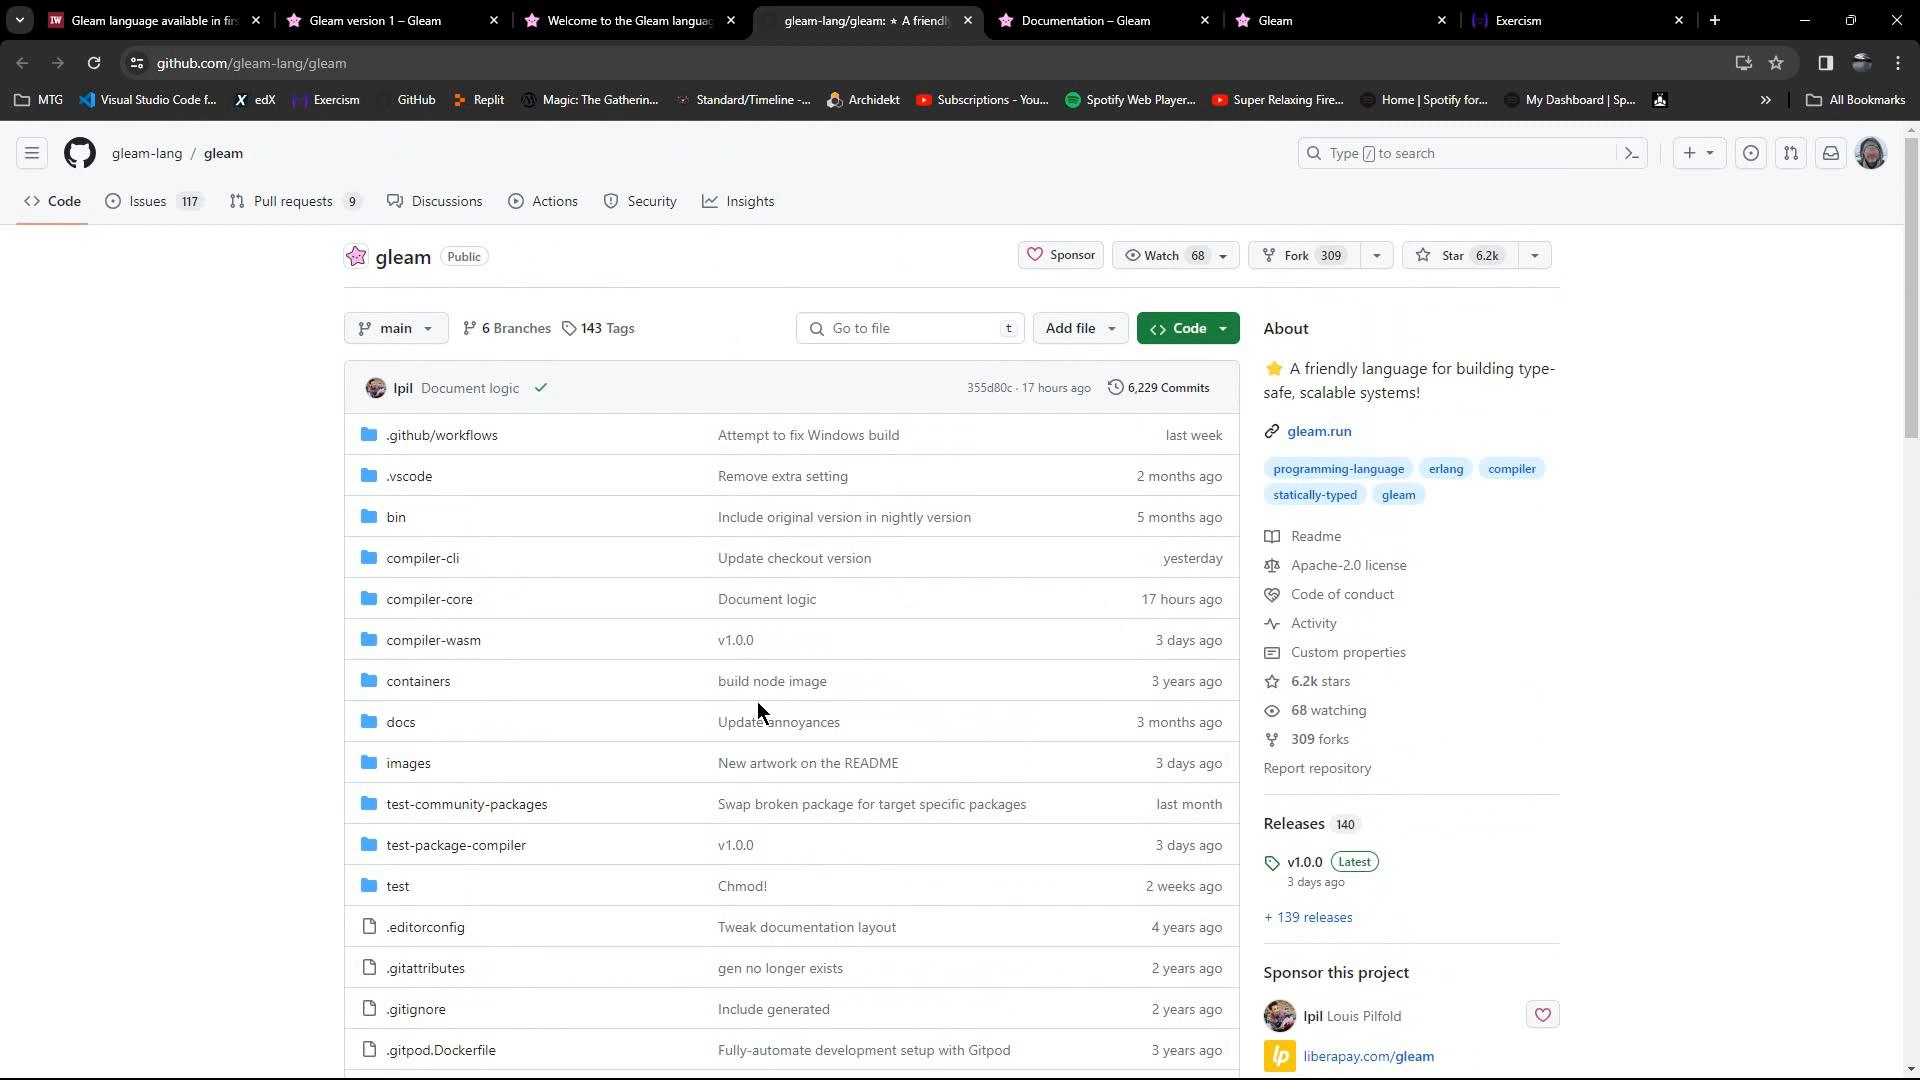 Gleam language available in fir
Gleam version 1 – Gleam
Welcome to the Gleam languag
gleam-lang/gleam: ⭐ A friendl
Documentation – Gleam
Gleam
Exercism
github.com/gleam-lang/gleam
MTG
Visual Studio Code f...
edX
Exercism
GitHub
Replit
Magic: The Gatherin...
Standard/Timeline -...
Archidekt
Subscriptions - You...
Spotify Web Player...
Super Relaxing Fire...
Home | Spotify for...
My Dashboard | Sp...
»
All Bookmarks
gleam-lang / gleam
Type / to search
Code
Issues 117
Pull requests 9
Discussions
Actions
Security
Insights
gleam Public
Sponsor
Watch 68
Fork 309
Star 6.2k
main
6 Branches
143 Tags
Go to file t
Add file
<> Code
lpil Document logic 355d80c · 17 hours ago 6,229 Commits
.github/workflows Attempt to fix Windows build last week
.vscode Remove extra setting 2 months ago
bin Include original version in nightly version 5 months ago
compiler-cli Update checkout version yesterday
compiler-core Document logic 17 hours ago
compiler-wasm v1.0.0 3 days ago
containers build node image 3 years ago
docs Update annoyances 3 months ago
images New artwork on the README 3 days ago
test-community-packages Swap broken package for target specific packages last month
test-package-compiler v1.0.0 3 days ago
test Chmod! 2 weeks ago
.editorconfig Tweak documentation layout 4 years ago
.gitattributes gen no longer exists 2 years ago
.gitignore Include generated 2 years ago
.gitpod.Dockerfile Fully-automate development setup with Gitpod 3 years ago
About
⭐ A friendly language for building type-
safe, scalable systems!
gleam.run
programming-language erlang compiler
statically-typed gleam
Readme
Apache-2.0 license
Code of conduct
Activity
Custom properties
6.2k stars
68 watching
309 forks
Report repository
Releases 140
v1.0.0 Latest
3 days ago
+ 139 releases
Sponsor this project
lpil Louis Pilfold
lp liberapay.com/gleam